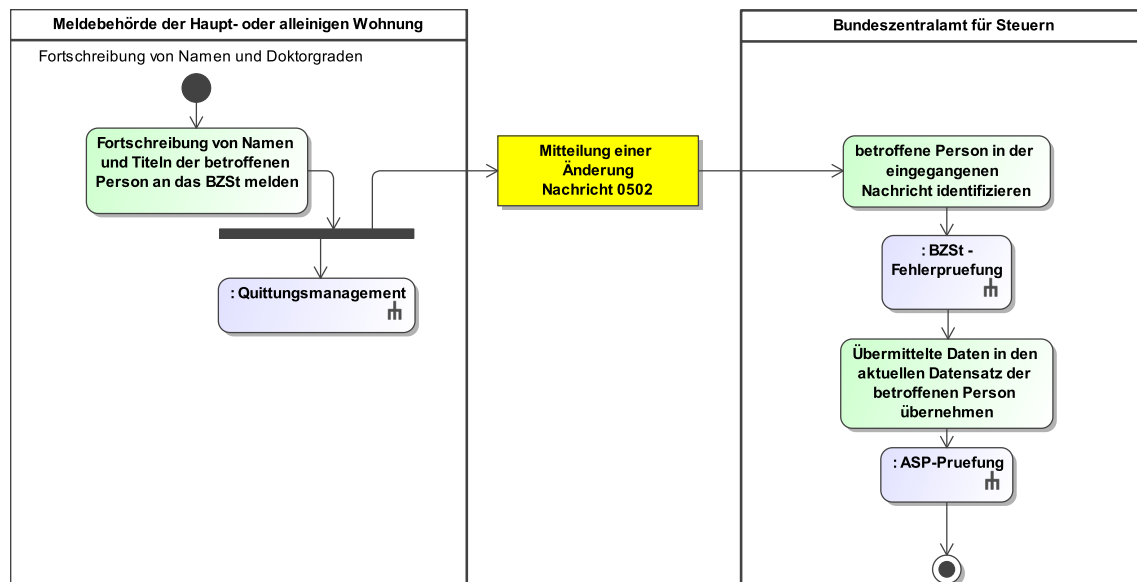 Meldebehörde der Haupt- oder alleinigen Wohnung
Fortschreibung von Namen und Doktorgraden
Fortschreibung von Namen
und Titeln der betroffenen
Person an das BZSt melden
: Quittungsmanagement
Mitteilung einer
Änderung
Nachricht 0502
Bundeszentralamt für Steuern
betroffene Person in der
eingegangenen
Nachricht identifizieren
: BZSt -
Fehlerpruefung
Übermittelte Daten in den
aktuellen Datensatz der
betroffenen Person
übernehmen
: ASP-Pruefung